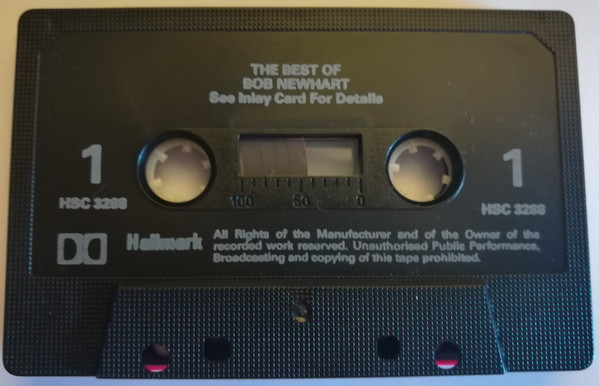 THE BEST OF
BOB NEWHART
See Inlay Card For Details
1 1
HSC 3288 HSC 3288
100 50 0
Hallmark
All Rights of the Manufacturer and of the Owner of the
recorded work reserved. Unauthorised Public Performance,
Broadcasting and copying of this tape prohibited.